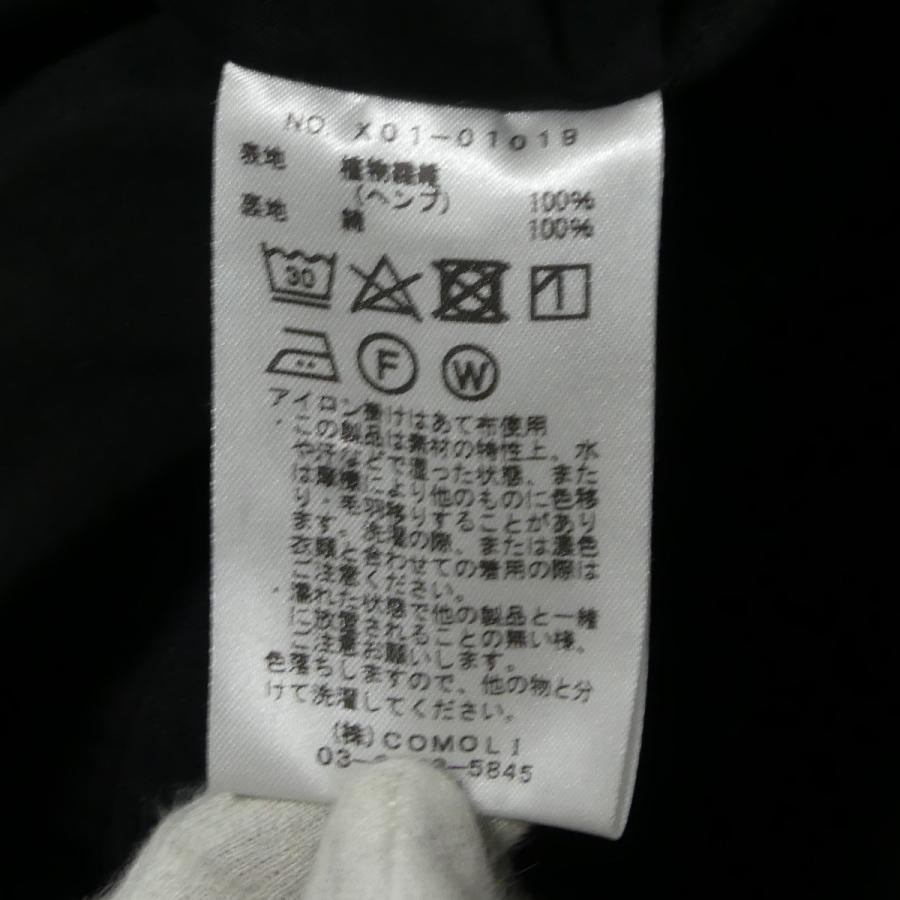 NO. X01-01019
表地 植物繊維
(ヘンプ) 100%
裏地 綿 100%
30
F W
アイロン掛けはあて布使用
・この製品は素材の特性上、水
や汗などで湿った状態、また
は摩擦により他のものに色移
り・毛羽移りすることがあり
ます。洗濯の際、または濃色
衣類と合わせての着用の際は
ご注意ください。
・濡れた状態で他の製品と一緒
に放置されることの無い様、
ご注意お願いします。
色落ちしますので、他の物と分
けて洗濯してください。
(株)COMOLI
03- -5845